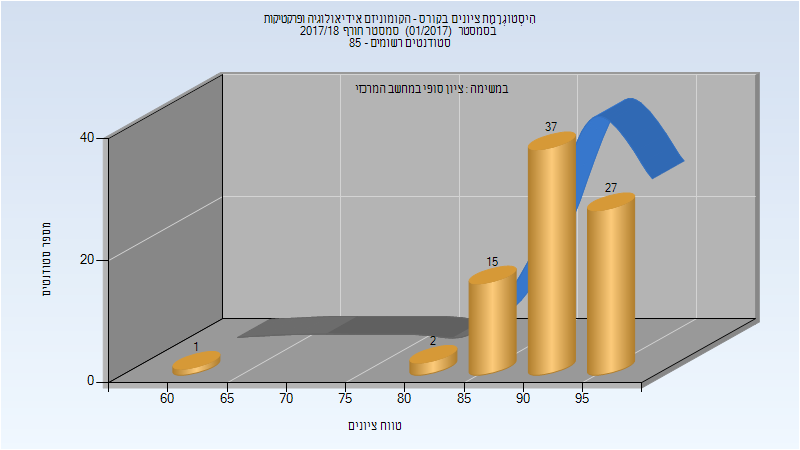 הִיסטוגְרָמַת ציונים בקורס - הקומוניזם אידיאולוגיה ופרקטיקות
בסמסטר (01/2017) סמסטר חורף 2017/18
סטודנטים רשומים - 85
במשימה : ציון סופי במחשב המרכזי
מספר סטודנטים
40
20
0
1
2
15
37
27
60
65
70
75
80
85
90
95
טווח ציונים